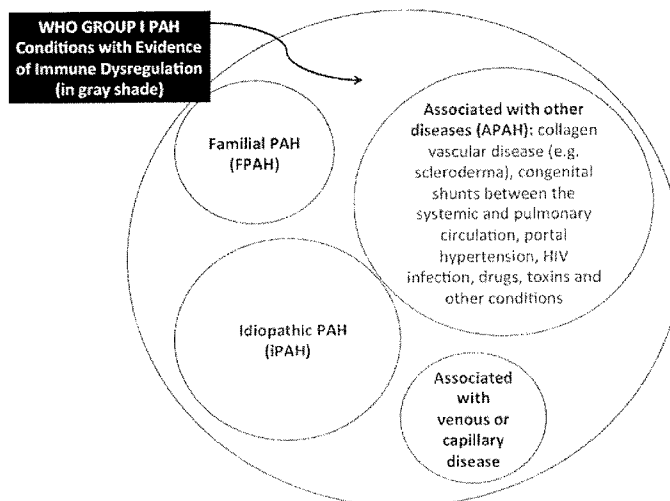 WHO GROUP I PAH
Conditions with Evidence
of Immune Dysregulation
(in gray shade)
Familial PAH
(FPAH)
Associated with other
diseases (APAH): collagen
vascular disease (e.g.
scleroderma), congenital
shunts between the
systemic and pulmonary
circulation, portal
hypertension, HIV
infection, drugs, toxins and
other conditions
Idiopathic PAH
(iPAH)
Associated
with
venous or
capillary
disease